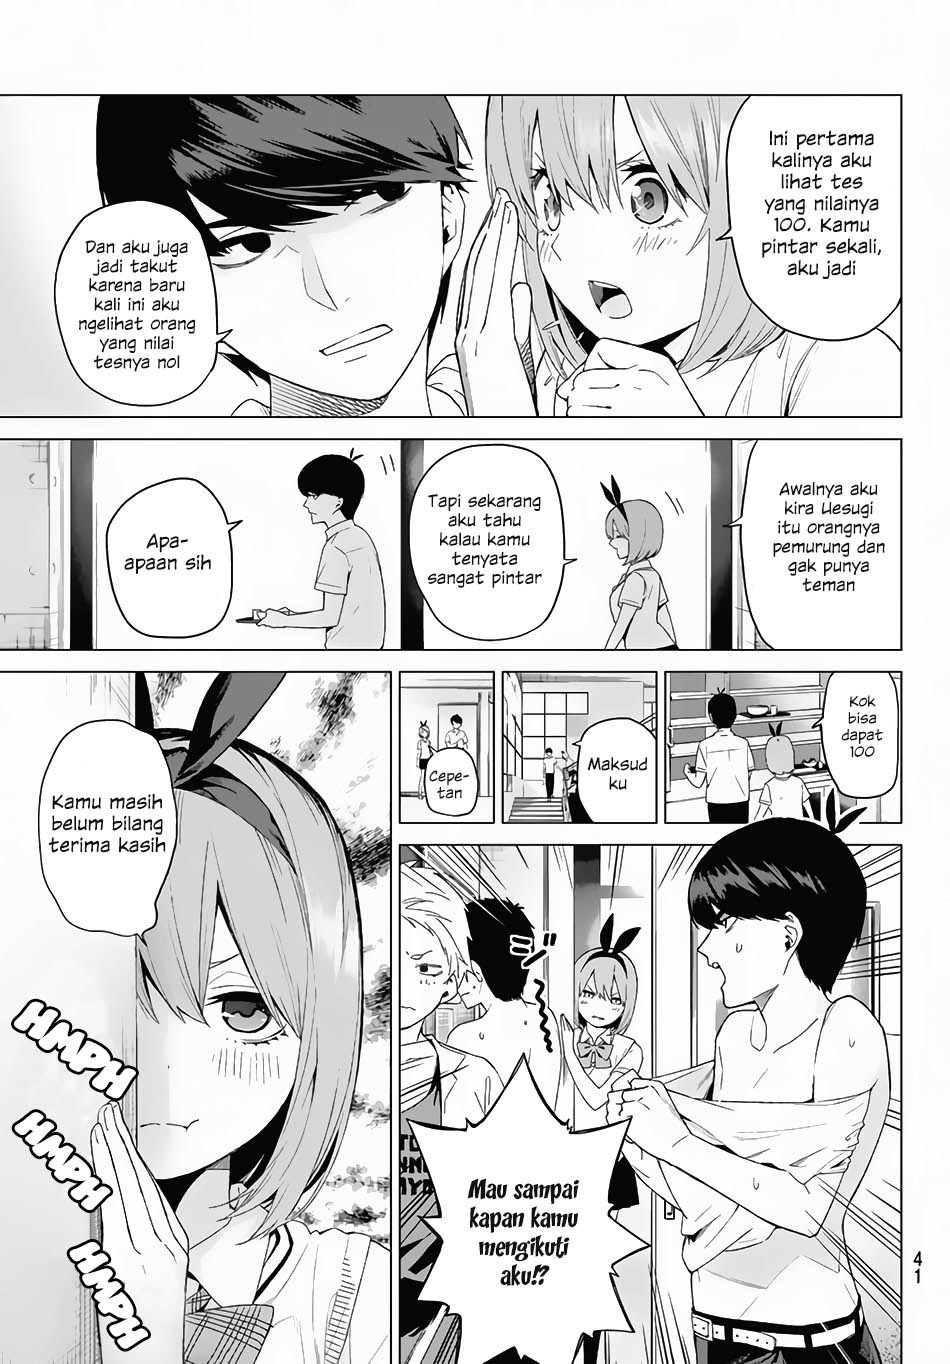 Ini pertama
kalinya aku
lihat tes
yang nilainya
100. Kamu
pintar sekali,
aku jadi
Dan aku juga
jadi takut
karena baru
kali ini aku
ngelihat orang
yang nilai
tesnya nol
Awalnya aku
kira Uesugi
itu orangnya
pemurung dan
gak punya
teman
Tapi sekarang
aku tahu
kalau kamu
tenyata
sangat pintar
Apa-
apaan sih
Kok
bisa
dapat
100
Maksud
ku
Cepe-
tan
Mau sampai
kapan kamu
mengikuti
aku!?
Kamu masih
belum bilang
terima kasih
HMPH
HMPH
HMPH
41